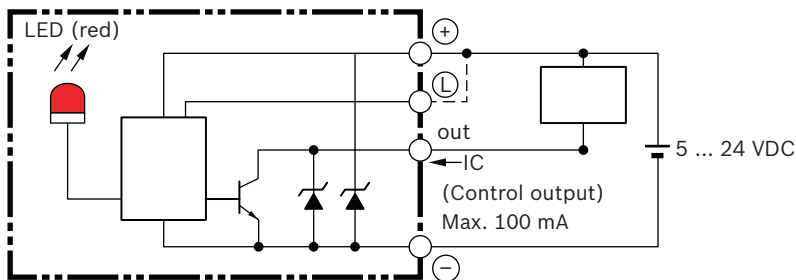 LED (red)
+
L
out
IC
5 ... 24 VDC
(Control output)
Max. 100 mA
−